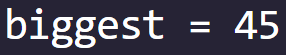 biggest = 45